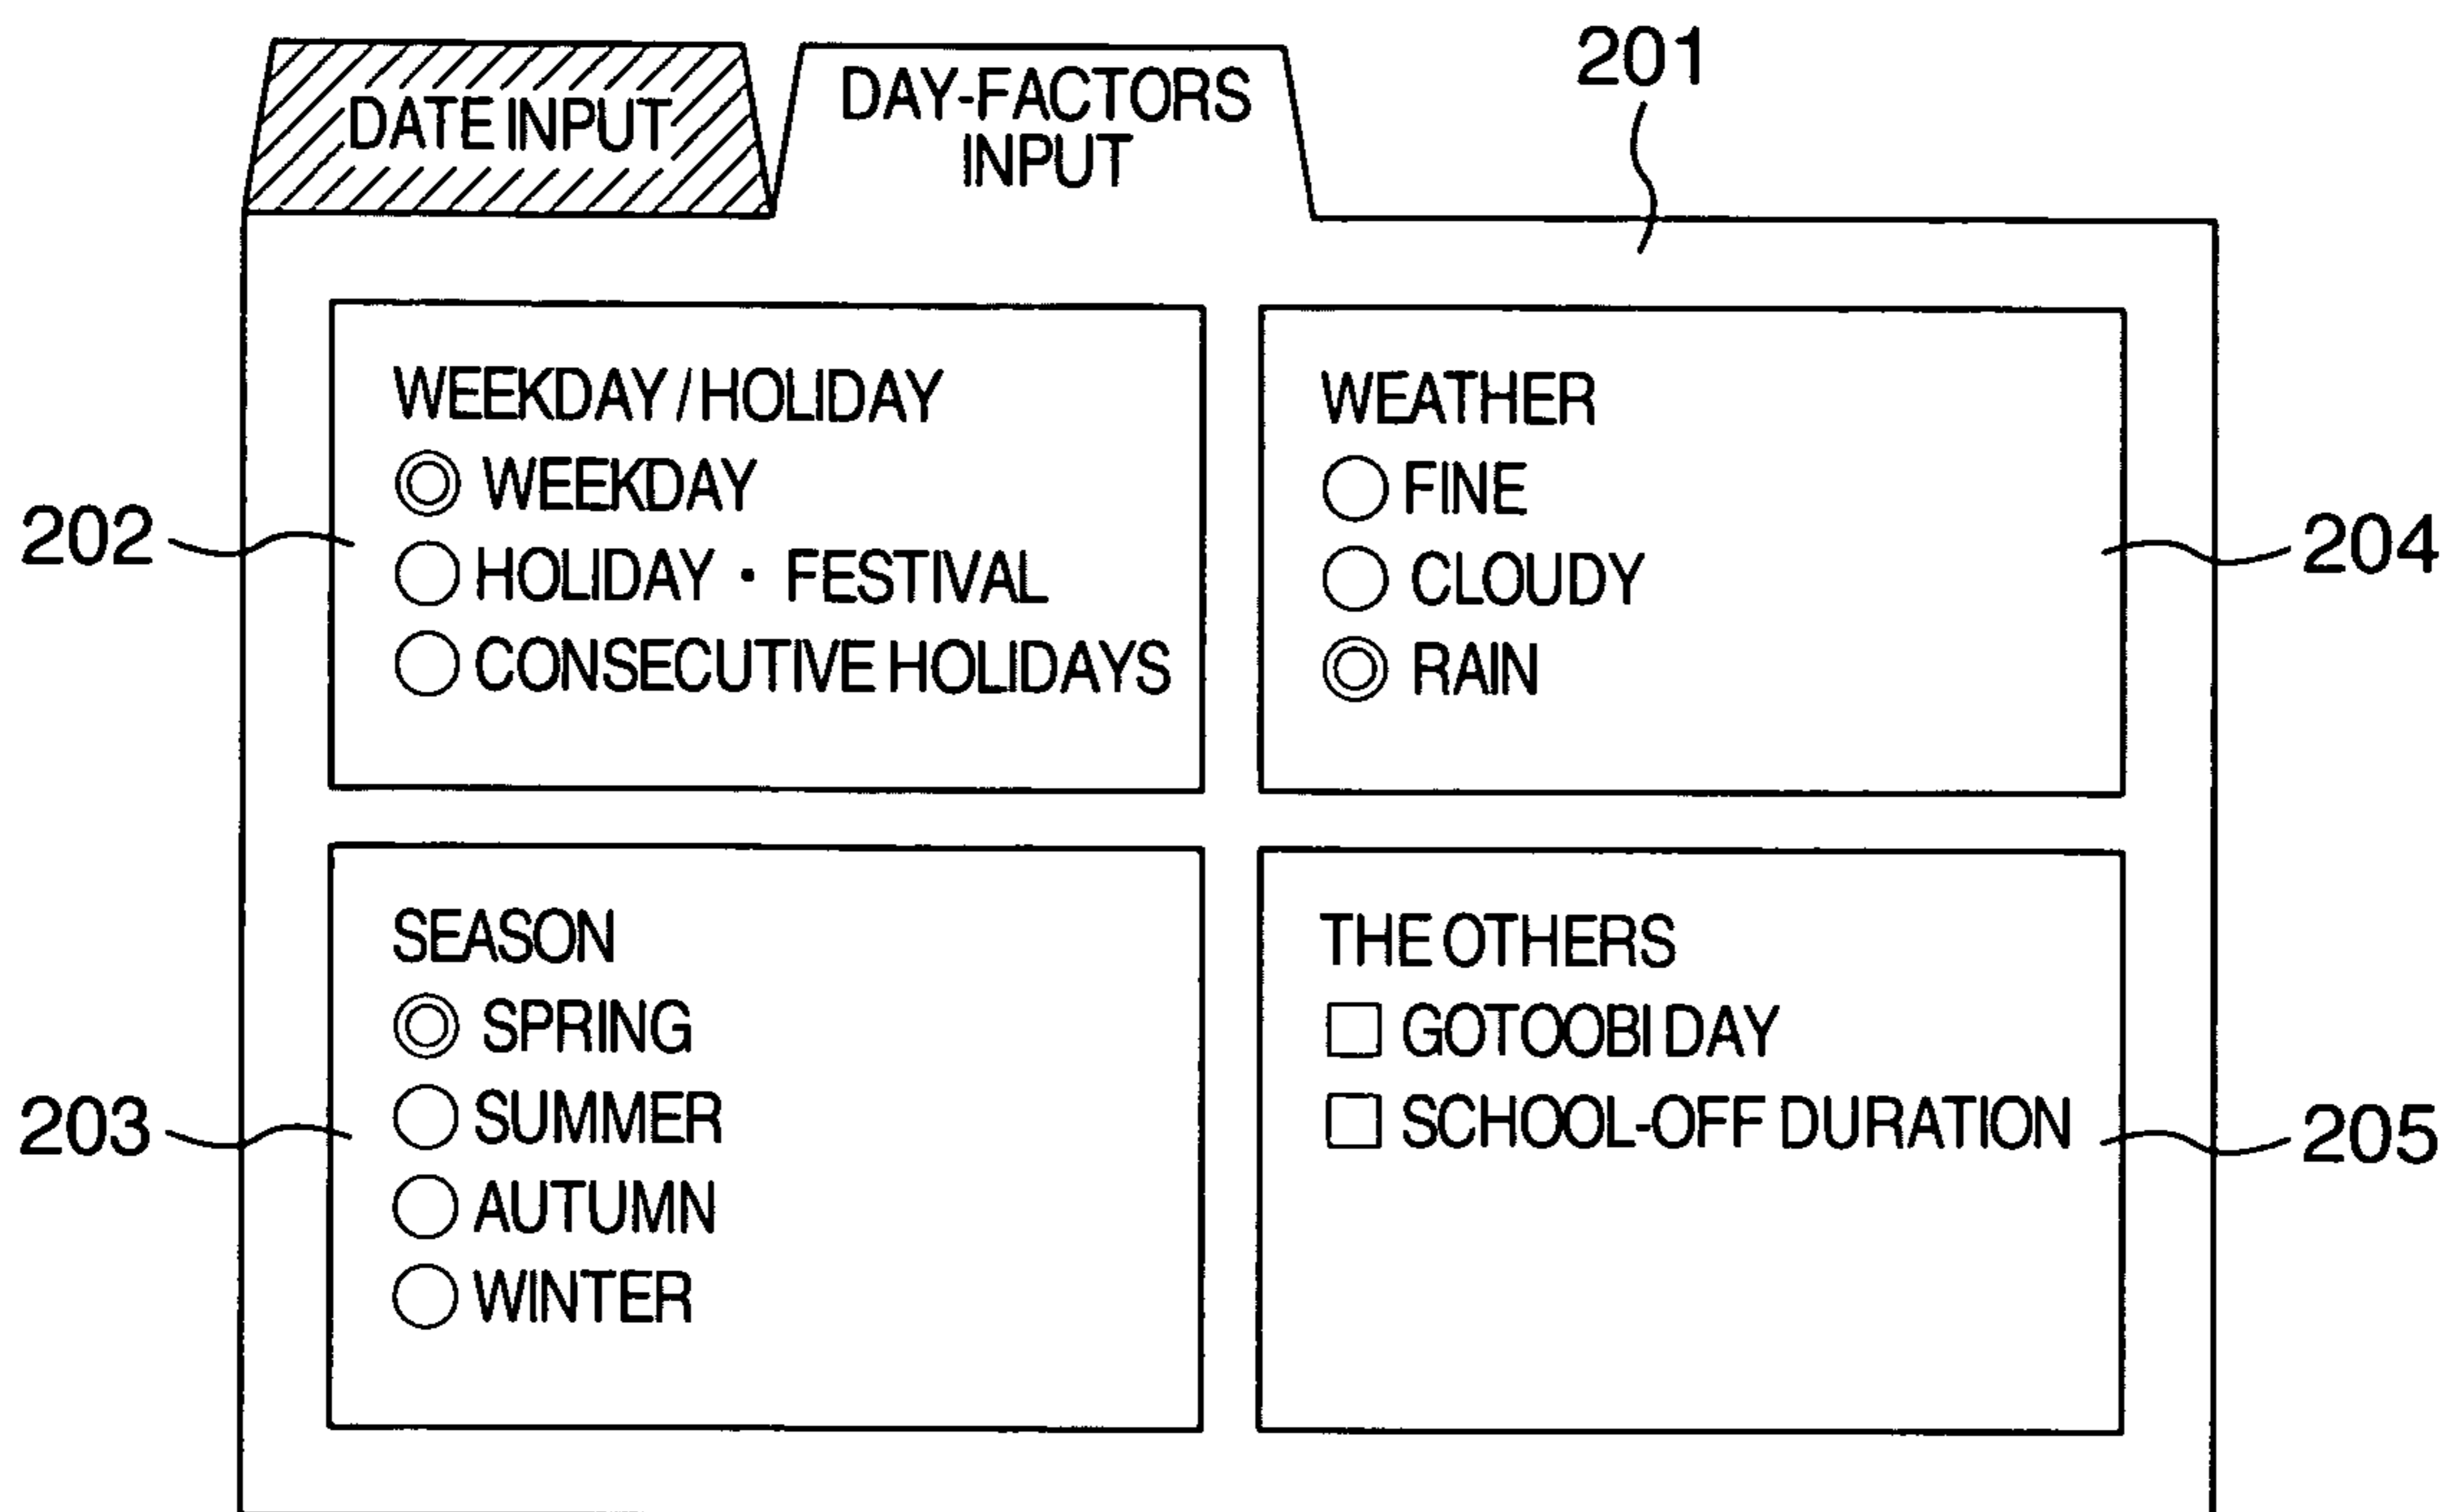 201
DATE INPUT
DAY-FACTORS
INPUT
WEEKDAY/HOLIDAY
WEEKDAY
HOLIDAY・FESTIVAL
CONSECUTIVE HOLIDAYS
202
WEATHER
FINE
CLOUDY
RAIN
204
SEASON
SPRING
SUMMER
AUTUMN
WINTER
203
THE OTHERS
GOTOOBI DAY
SCHOOL-OFF DURATION
205